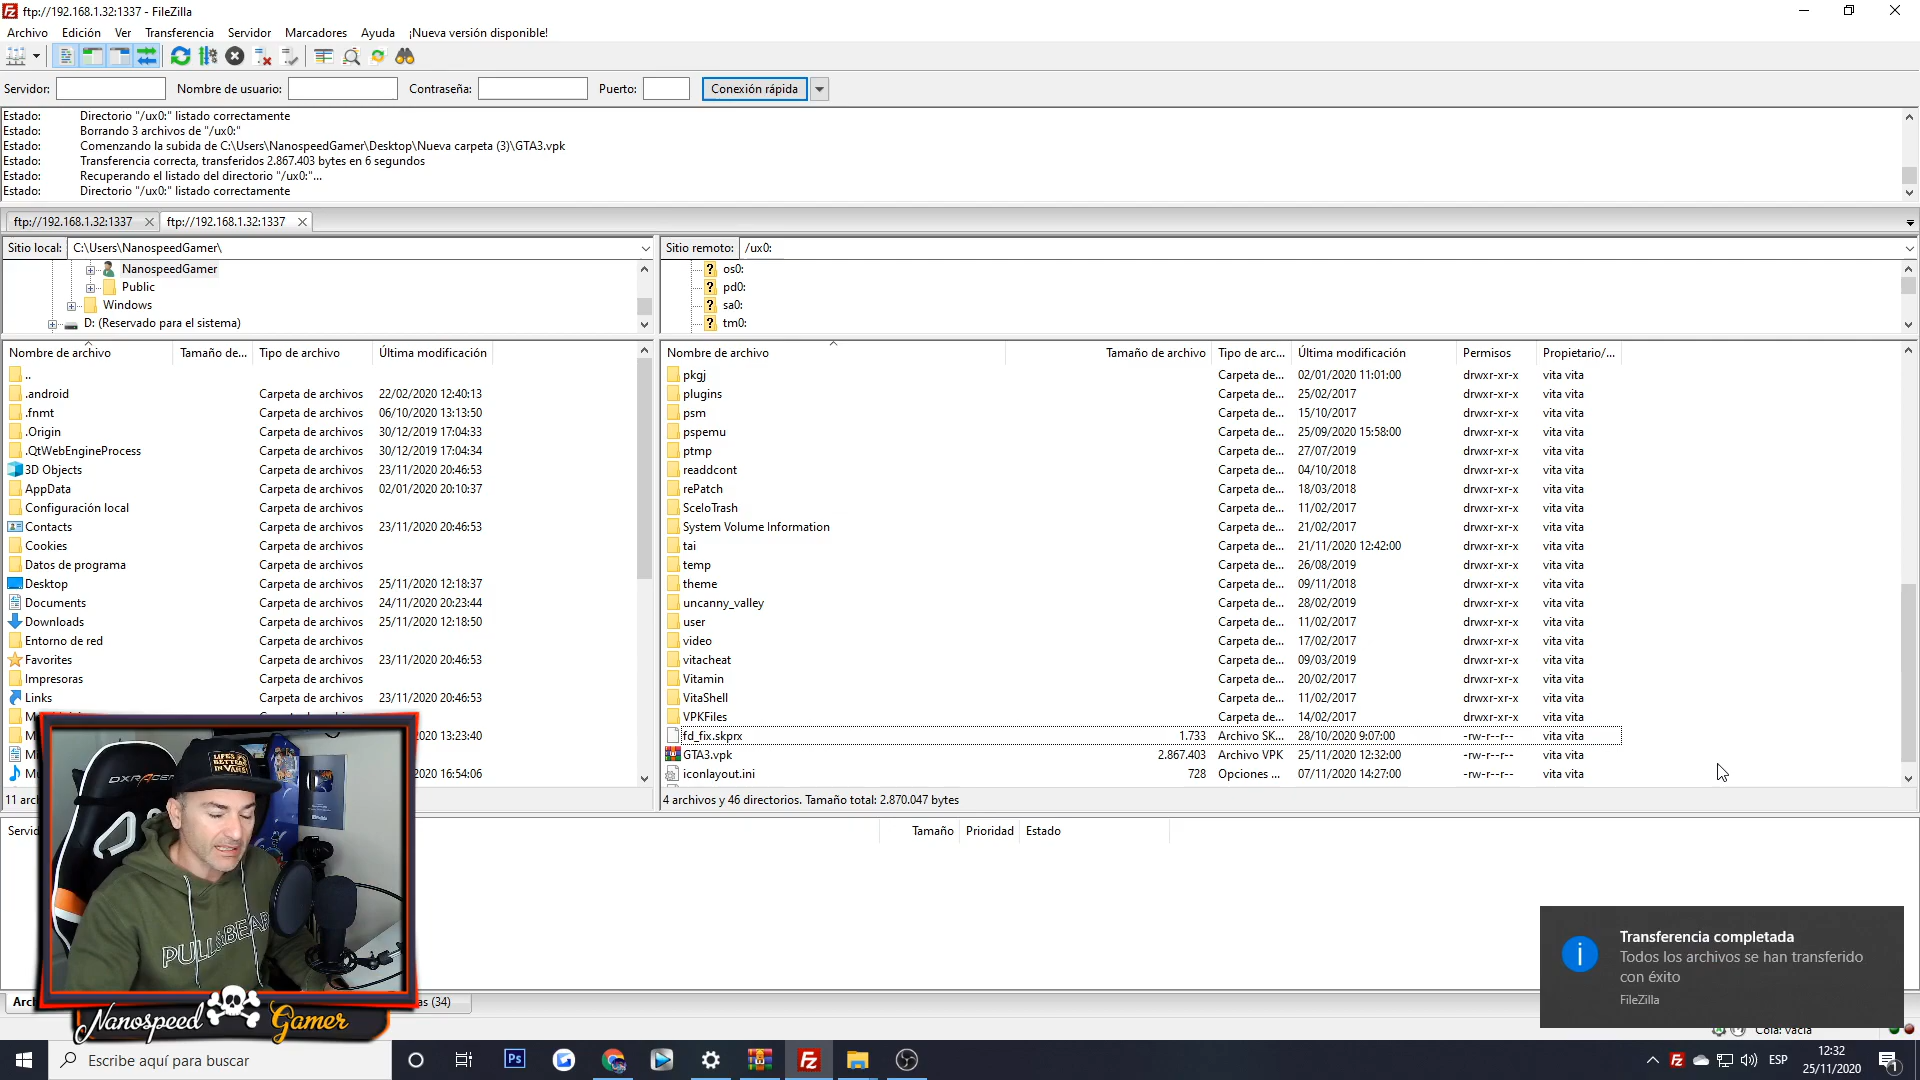 ftp://192.168.1.32:1337 - FileZilla
Archivo Edición Ver Transferencia Servidor Marcadores Ayuda ¡Nueva versión disponible!
Servidor: Nombre de usuario: Contraseña: Puerto: Conexión rápida
Estado: Directorio "/ux0:" listado correctamente
Estado: Borrando 3 archivos de "/ux0:"
Estado: Comenzando la subida de C:\Users\NanospeedGamer\Desktop\Nueva carpeta (3)\GTA3.vpk
Estado: Transferencia correcta, transferidos 2.867.403 bytes en 6 segundos
Estado: Recuperando el listado del directorio "/ux0:"...
Estado: Directorio "/ux0:" listado correctamente
ftp://192.168.1.32:1337 ftp://192.168.1.32:1337
Sitio local: C:\Users\NanospeedGamer\
NanospeedGamer
Public
Windows
D: (Reservado para el sistema)
Nombre de archivo Tamaño de... Tipo de archivo Última modificación
..
.android Carpeta de archivos 22/02/2020 12:40:13
.fnmt Carpeta de archivos 06/10/2020 13:13:50
.Origin Carpeta de archivos 30/12/2019 17:04:33
.QtWebEngineProcess Carpeta de archivos 30/12/2019 17:04:34
3D Objects Carpeta de archivos 23/11/2020 20:46:53
AppData Carpeta de archivos 02/01/2020 20:10:37
Configuración local Carpeta de archivos
Contacts Carpeta de archivos 23/11/2020 20:46:53
Cookies Carpeta de archivos
Datos de programa Carpeta de archivos
Desktop Carpeta de archivos 25/11/2020 12:18:37
Documents Carpeta de archivos 24/11/2020 20:23:44
Downloads Carpeta de archivos 25/11/2020 12:18:50
Entorno de red Carpeta de archivos
Favorites Carpeta de archivos 23/11/2020 20:46:53
Impresoras Carpeta de archivos
Links Carpeta de archivos 23/11/2020 20:46:53
13:23:40
16:54:06
Sitio remoto: /ux0:
os0:
pd0:
sa0:
tm0:
Nombre de archivo Tamaño de archivo Tipo de arc... Última modificación Permisos Propietario/...
pkgj Carpeta de... 02/01/2020 11:01:00 drwxr-xr-x vita vita
plugins Carpeta de... 25/02/2017 drwxr-xr-x vita vita
psm Carpeta de... 15/10/2017 drwxr-xr-x vita vita
pspemu Carpeta de... 25/09/2020 15:58:00 drwxr-xr-x vita vita
ptmp Carpeta de... 27/07/2019 drwxr-xr-x vita vita
readdcont Carpeta de... 04/10/2018 drwxr-xr-x vita vita
rePatch Carpeta de... 18/03/2018 drwxr-xr-x vita vita
SceIoTrash Carpeta de... 11/02/2017 drwxr-xr-x vita vita
System Volume Information Carpeta de... 21/02/2017 drwxr-xr-x vita vita
tai Carpeta de... 21/11/2020 12:42:00 drwxr-xr-x vita vita
temp Carpeta de... 26/08/2019 drwxr-xr-x vita vita
theme Carpeta de... 09/11/2018 drwxr-xr-x vita vita
uncanny_valley Carpeta de... 28/02/2019 drwxr-xr-x vita vita
user Carpeta de... 11/02/2017 drwxr-xr-x vita vita
video Carpeta de... 17/02/2017 drwxr-xr-x vita vita
vitacheat Carpeta de... 09/03/2019 drwxr-xr-x vita vita
Vitamin Carpeta de... 20/02/2017 drwxr-xr-x vita vita
VitaShell Carpeta de... 11/02/2017 drwxr-xr-x vita vita
VPKFiles Carpeta de... 14/02/2017 drwxr-xr-x vita vita
fd_fix.skprx 1.733 Archivo SK... 28/10/2020 9:07:00 -rw-r--r-- vita vita
GTA3.vpk 2.867.403 Archivo VPK 25/11/2020 12:32:00 -rw-r--r-- vita vita
iconlayout.ini 728 Opciones ... 07/11/2020 14:27:00 -rw-r--r-- vita vita
4 archivos y 46 directorios. Tamaño total: 2.870.047 bytes
Tamaño Prioridad Estado
DXRACER
PULL&BEAR
Nanospeed Gamer
(34)
Transferencia completada
Todos los archivos se han transferido
con éxito
FileZilla
Cola: vacía
Escribe aquí para buscar
Ps
ESP
12:32
25/11/2020
1